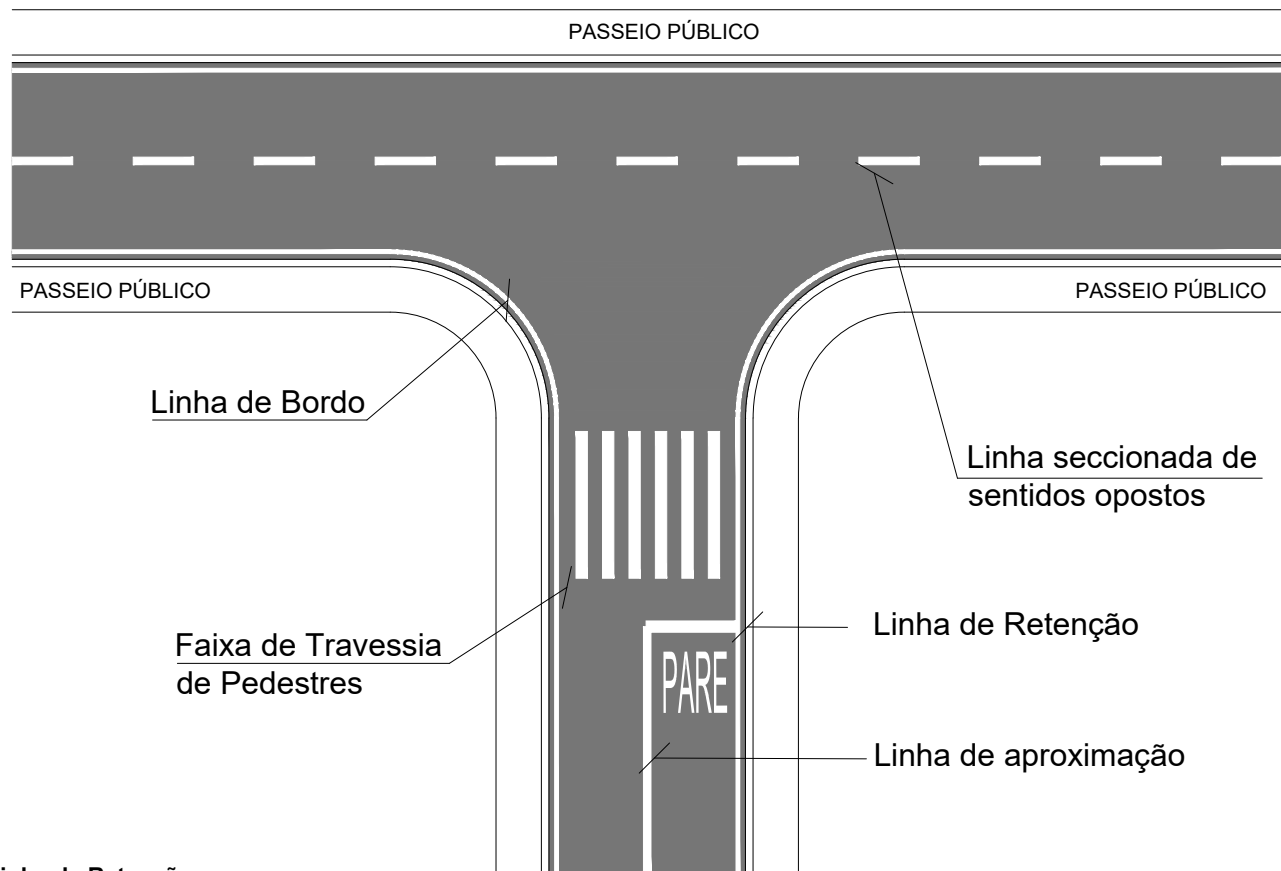 PASSEIO PÚBLICO
PASSEIO PÚBLICO
PASSEIO PÚBLICO
Linha de Bordo
Linha seccionada de
sentidos opostos
Faixa de Travessia
de Pedestres
Linha de Retenção
PARE
Linha de aproximação